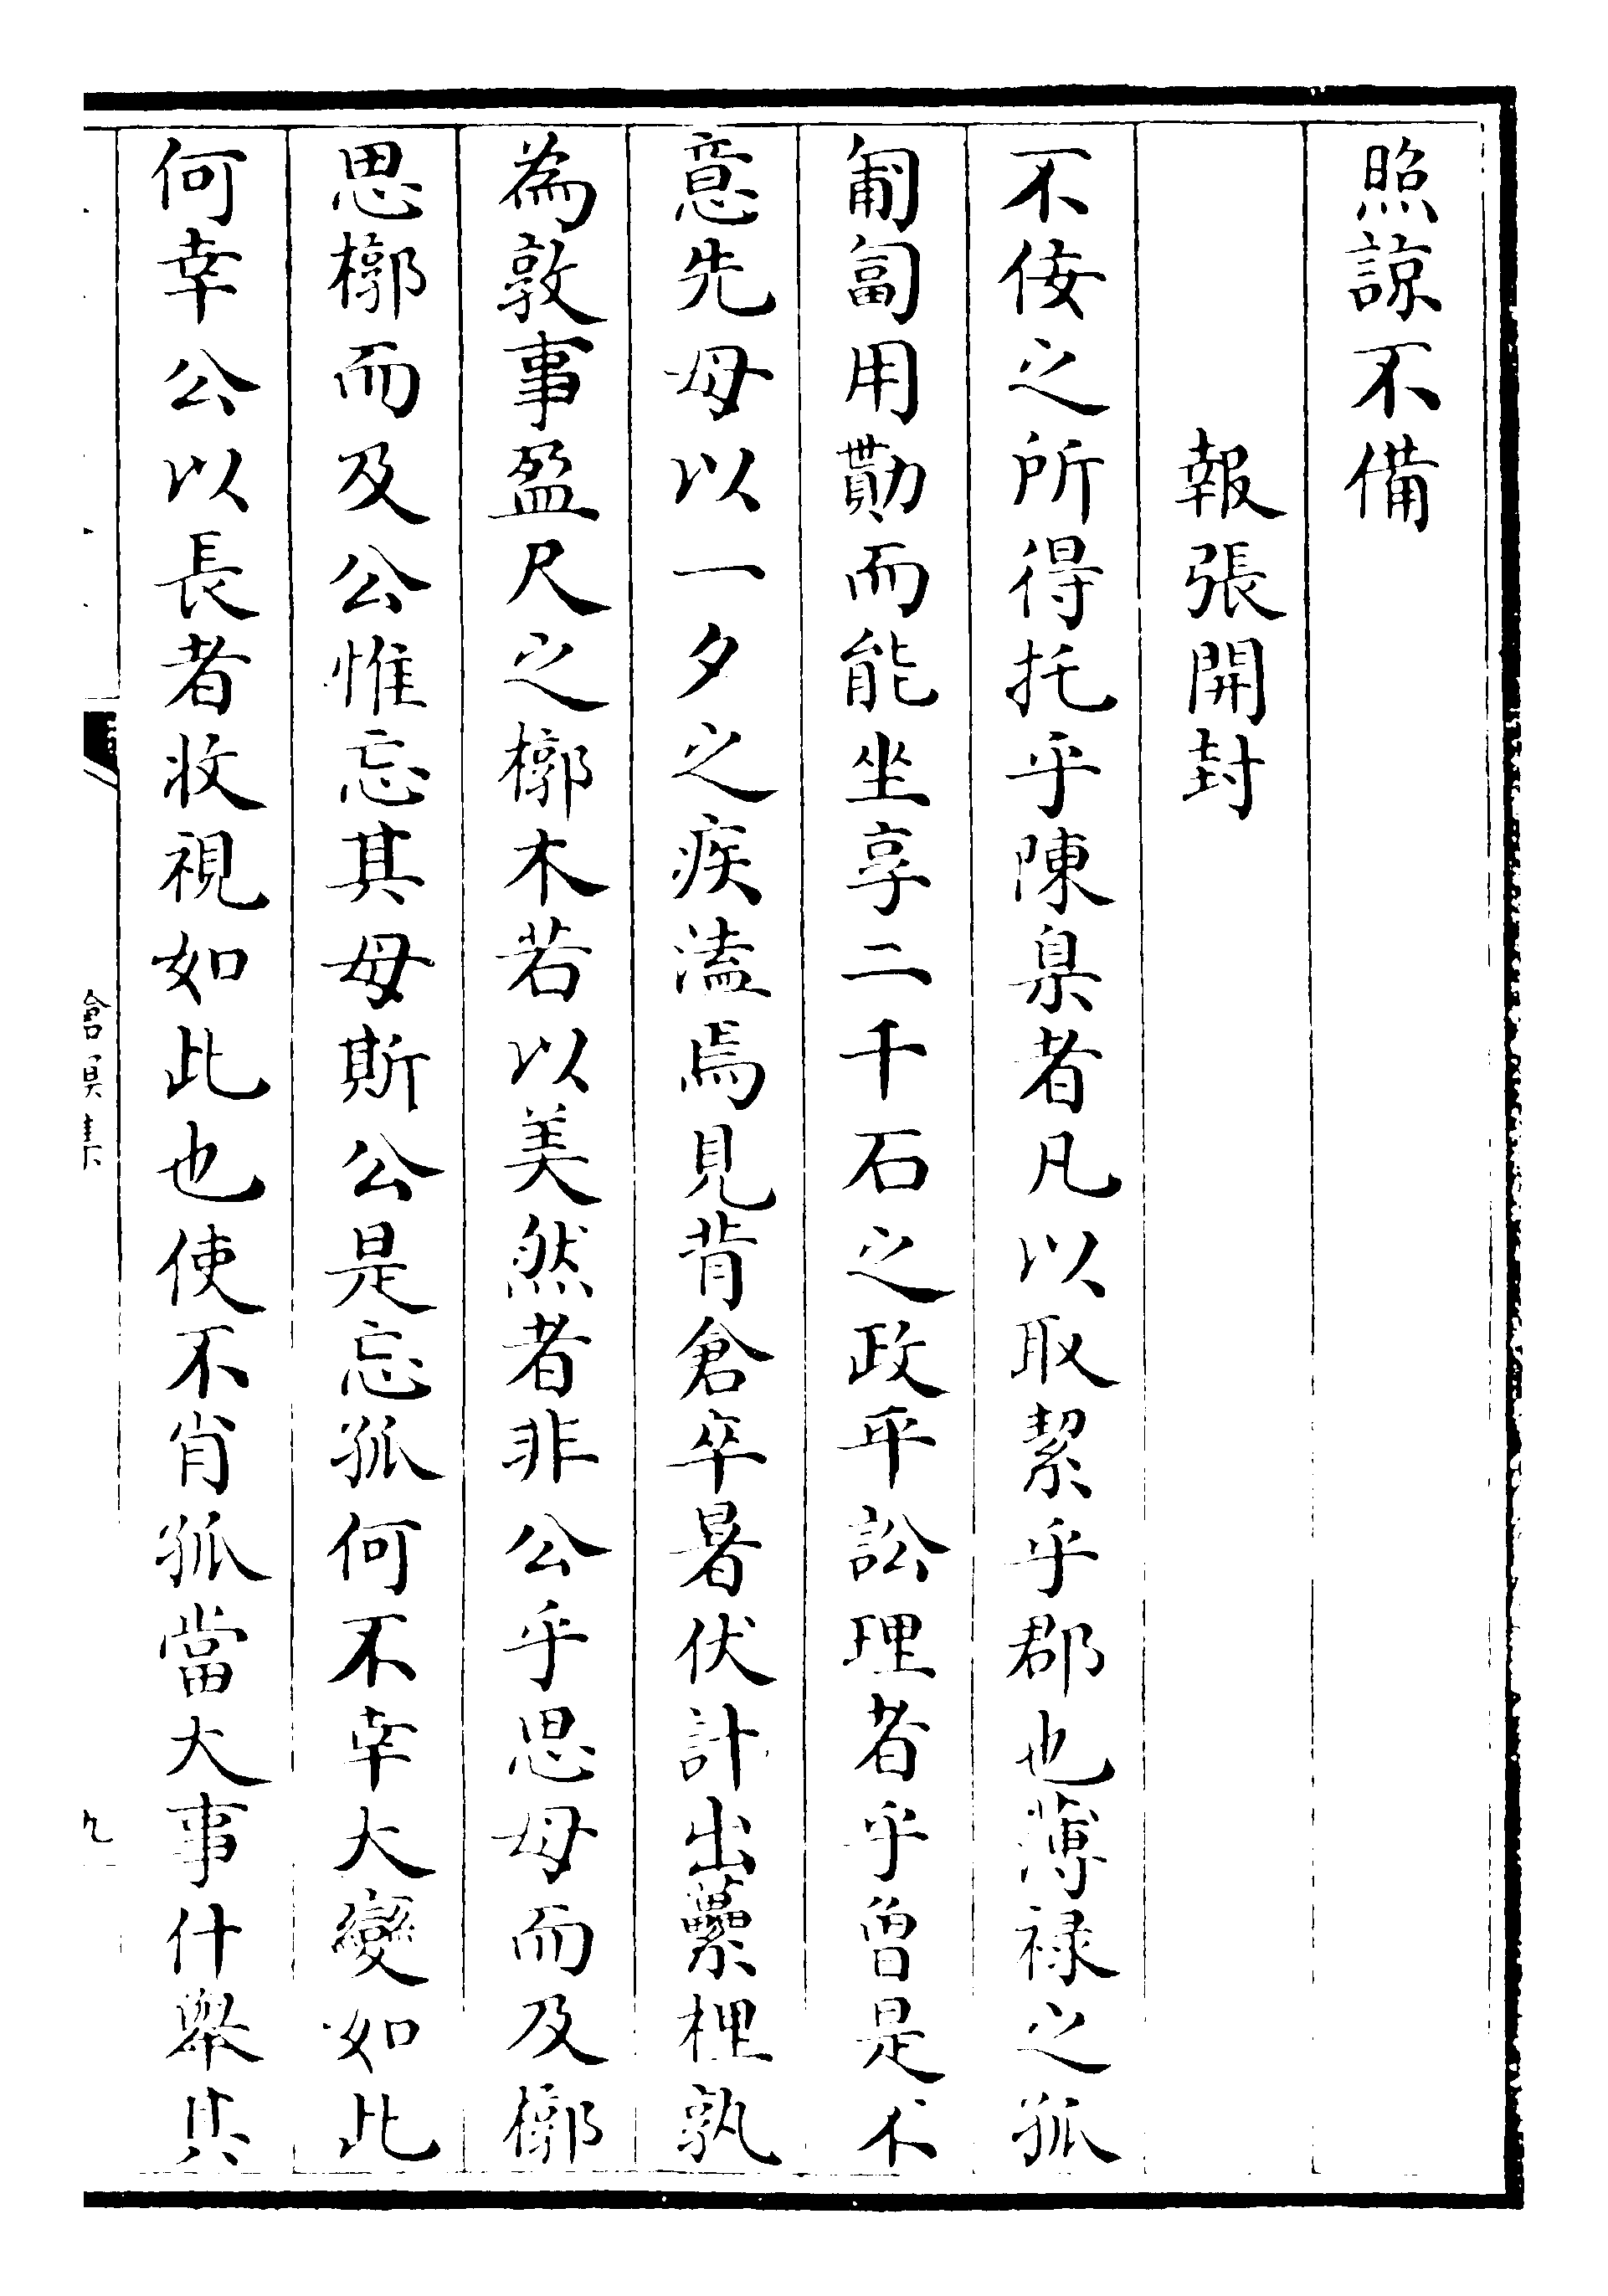 照諒不備
報張開封
不佞之所得托乎陳臬者凡以取絜乎郡也薄祿之孤
匍匐用勩而能坐享二千石之政平訟理者乎曾是不
意先母以一夕之疾溘焉見背倉卒暑伏計出虆梩孰
為敦事盈尺之槨木若以美然者非公乎思母而及槨
思槨而及公惟忘其母斯公是忘孤何不幸大變如此
何幸公以長者收視如此也使不肖孤當大事什舉其
滄溟集
九